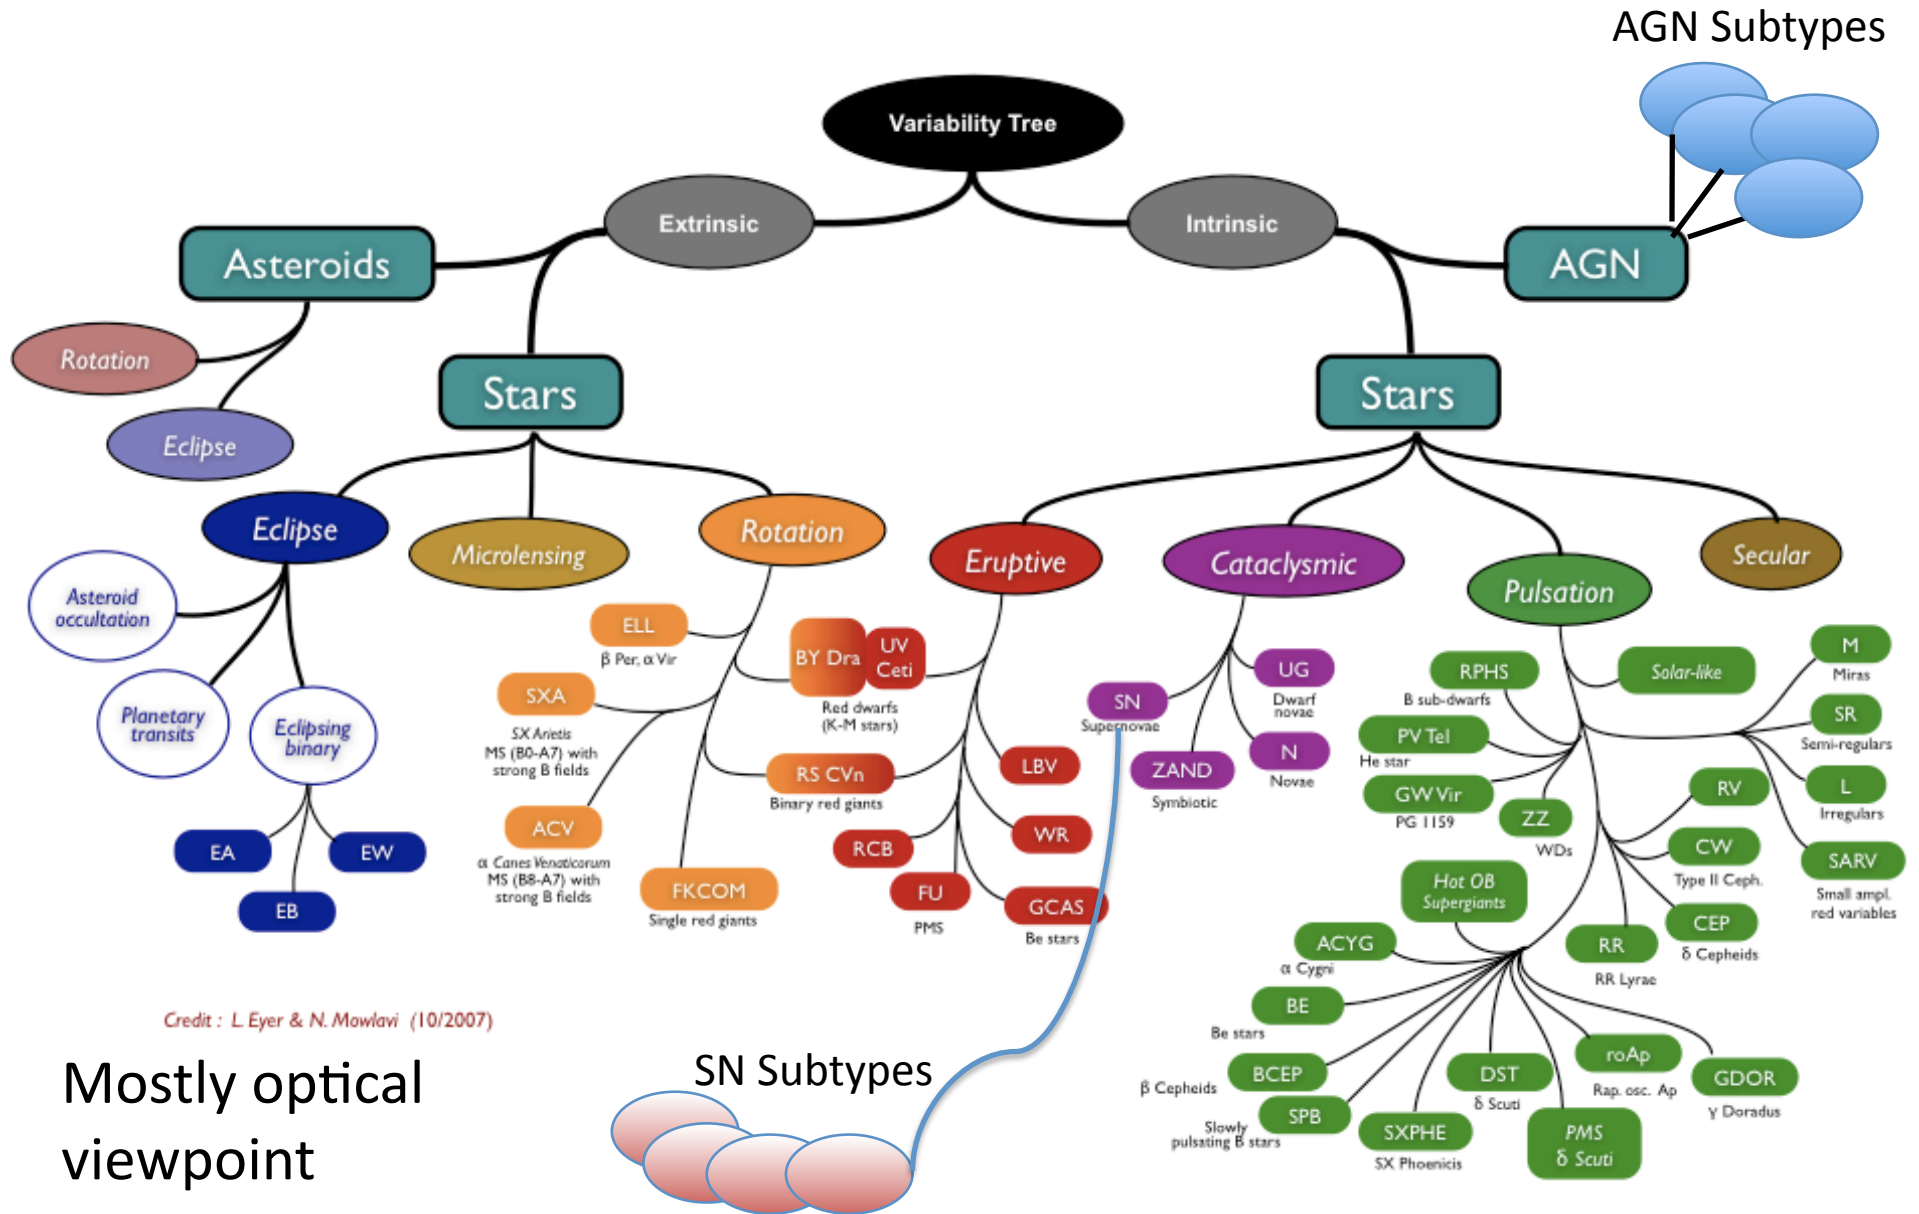 AGN Subtypes
Variability Tree
Extrinsic
Intrinsic
Asteroids
AGN
Rotation
Eclipse
Stars
Stars
Eclipse
Microlensing
Rotation
Eruptive
Cataclysmic
Pulsation
Secular
Asteroid
occultation
Planetary
transits
Eclipsing
binary
EA
EW
EB
ELL
β Per, α Vir
SXA
SX Arietis
MS (B0-A7) with
strong B fields
ACV
α Canes Venaticorum
MS (B8-A7) with
strong B fields
BY Dra
UV
Ceti
Red dwarfs
(K-M stars)
RS CVn
Binary red giants
FKCOM
Single red giants
LBV
WR
RCB
FU
PMS
GCAS
Be stars
SN
Supernovae
UG
Dwarf
novae
ZAND
Symbiotic
N
Novae
RPHS
B sub-dwarfs
Solar-like
PV Tel
He star
GW Vir
PG 1159
ZZ
WDs
M
Miras
SR
Semi-regulars
L
Irregulars
SARV
Small ampl.
red variables
RV
CW
Type II Ceph.
CEP
δ Cepheids
RR
RR Lyrae
Hot OB
Supergiants
ACYG
α Cygni
BE
Be stars
BCEP
β Cepheids
SPB
Slowly
pulsating B stars
SXPHE
SX Phoenicis
DST
δ Scuti
PMS
δ Scuti
roAp
Rap. osc. Ap
GDOR
γ Doradus
Credit : L. Eyer & N. Mowlavi (10/2007)
Mostly optical
viewpoint
SN Subtypes